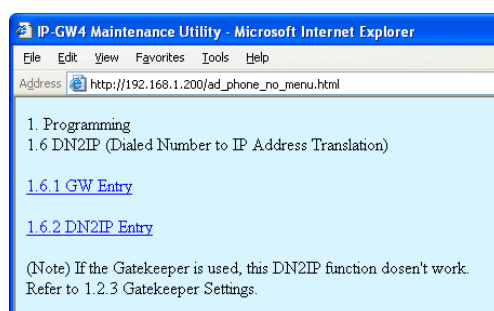 IP-GW4 Maintenance Utility - Microsoft Internet Explorer
File Edit View Favorites Tools Help
Address http://192.168.1.200/ad_phone_no_menu.html
1. Programming
1.6 DN2IP (Dialed Number to IP Address Translation)
1.6.1 GW Entry
1.6.2 DN2IP Entry
(Note) If the Gatekeeper is used, this DN2IP function dosen't work.
Refer to 1.2.3 Gatekeeper Settings.